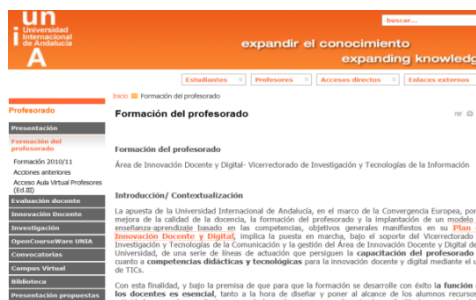 un
Universidad
Internacional
de Andalucía
i
A
buscar...
expandir el conocimiento
expanding knowledg
Estudiantes
Profesores
Accesos directos
Enlaces externos
Inicio Formación del profesorado
Profesorado
Presentación
Formación del
profesorado
Formación 2010/11
Acciones anteriores
Acceso Aula Virtual Profesores
(Ed.III)
Evaluación docente
Innovación Docente
Investigación
OpenCourseWare UNIA
Convocatorias
Campus Virtual
Biblioteca
Presentación propuestas
Formación del profesorado
Formación del profesorado
Área de Innovación Docente y Digital- Vicerrectorado de Investigación y Tecnologías de la Información
Introducción/ Contextualización
La apuesta de la Universidad Internacional de Andalucía, en el marco de la Convergencia Europea, por
mejora de la calidad de la docencia, la formación del profesorado y la implantación de un modelo
enseñanza-aprendizaje basado en las competencias, objetivos generales manifiestos en su Plan
Innovación Docente y Digital, implica la puesta en marcha, bajo el soporte del Vicerrectorado
Investigación y Tecnologías de la Comunicación y la gestión del Área de Innovación Docente y Digital de
Universidad, de una serie de líneas de actuación que persiguen la capacitación del profesorado
cuanto a competencias didácticas y tecnológicas para la innovación docente y digital mediante el u
de TICs.
Con esta finalidad, y bajo la premisa de que para que la formación se desarrolle con éxito la función
los docentes es esencial, tanto a la hora de diseñar y poner al alcance de los alumnos recurs